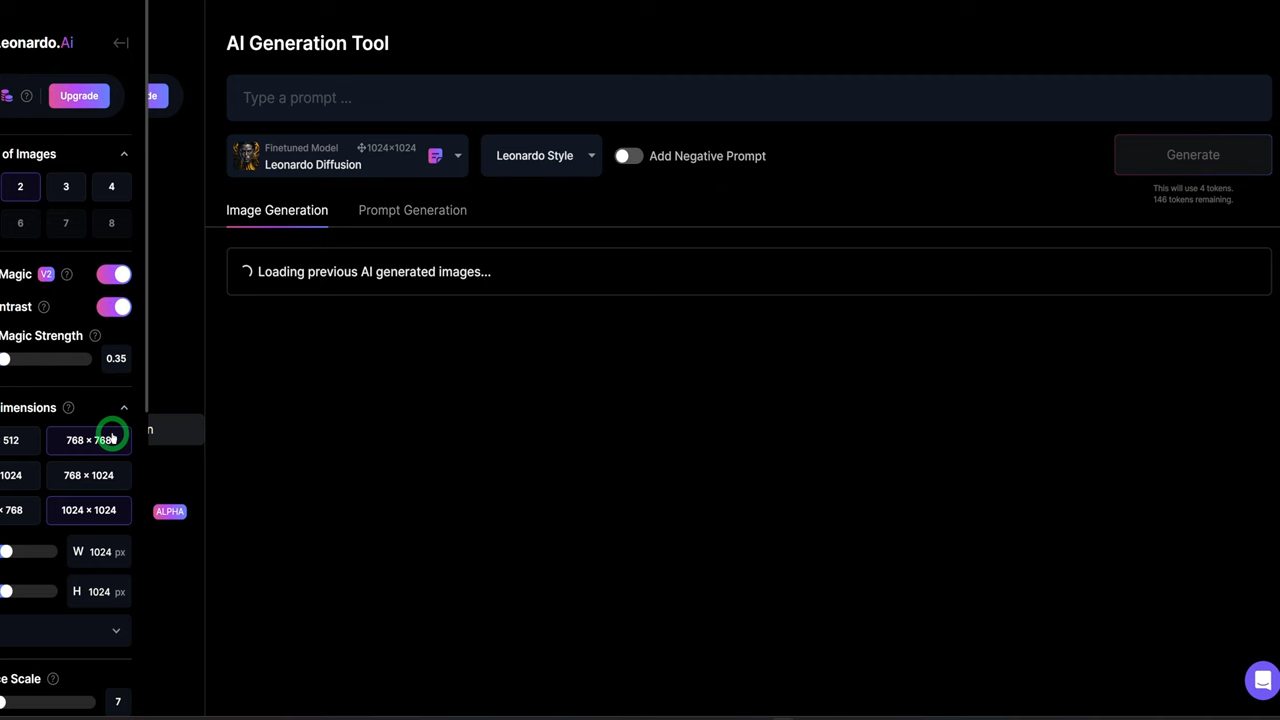 eonardo.Ai
Upgrade
de
of Images
2
3
4
6
7
8
Magic V2
ntrast
Magic Strength
0.35
imensions
512
768 × 768
1024
768 × 1024
× 768
1024 × 1024
W 1024 px
H 1024 px
ce Scale
7
n
ALPHA
AI Generation Tool
Type a prompt ...
Finetuned Model
1024×1024
Leonardo Diffusion
Leonardo Style
Add Negative Prompt
Generate
This will use 4 tokens.
146 tokens remaining.
Image Generation
Prompt Generation
Loading previous AI generated images...